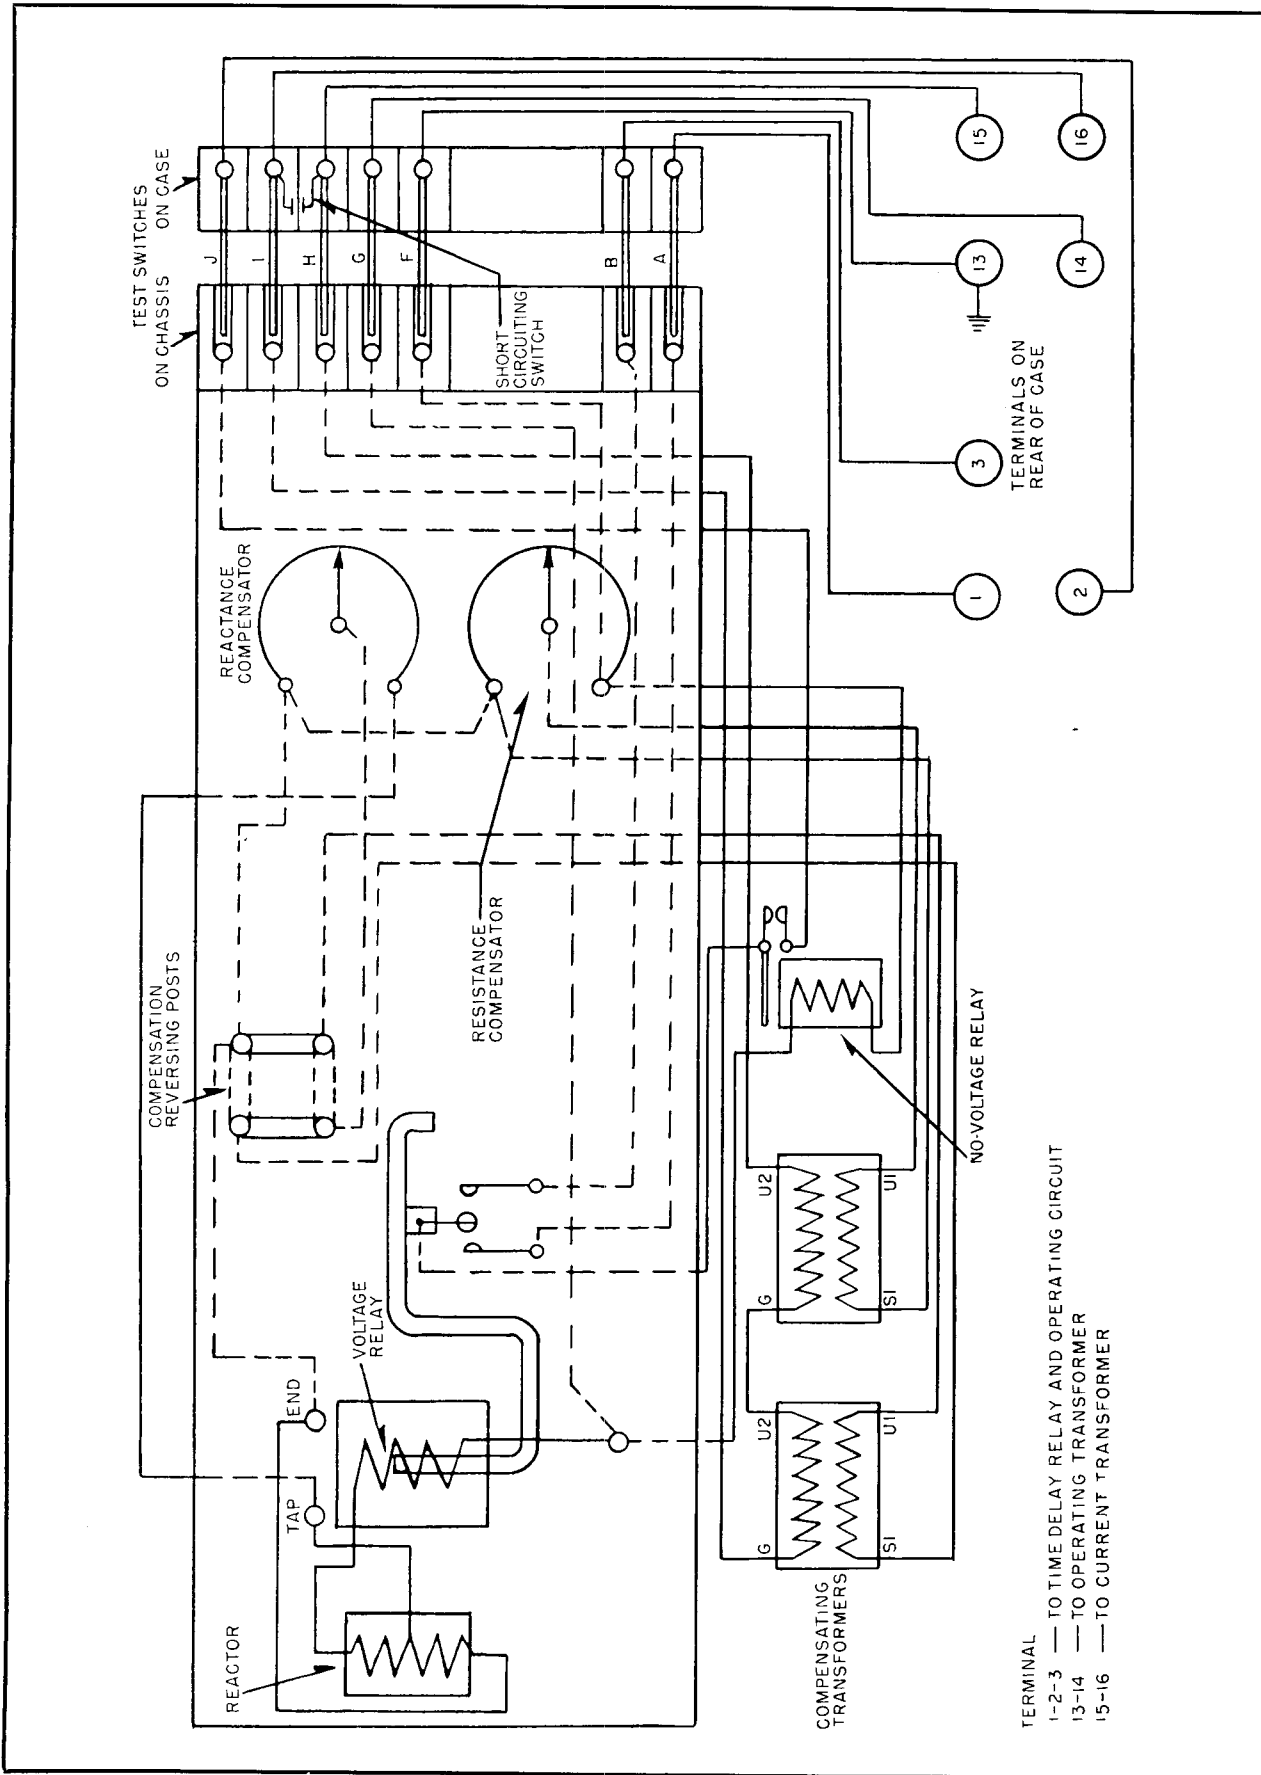 TEST SWITCHES
ON CHASSIS
ON CASE
J
I
H
G
F
B
A
SHORT
CIRCUITING
SWITCH
REACTANCE
COMPENSATOR
RESISTANCE
COMPENSATOR
COMPENSATION
REVERSING POSTS
VOLTAGE
RELAY
END
TAP
REACTOR
COMPENSATING
TRANSFORMERS
G
U2
S1
U1
G
U2
S1
U1
NO-VOLTAGE RELAY
15
16
13
14
3
1
2
TERMINALS ON
REAR OF CASE
TERMINAL
1-2-3 — TO TIME DELAY RELAY AND OPERATING CIRCUIT
13-14 — TO OPERATING TRANSFORMER
15-16 — TO CURRENT TRANSFORMER